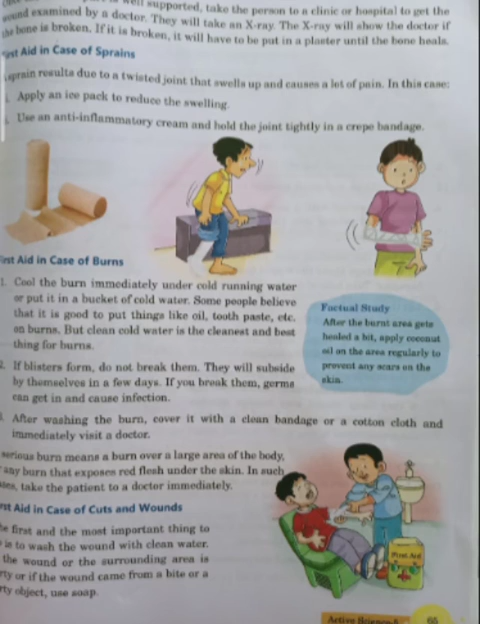 is well supported, take the person to a clinic or hospital to get the
wound examined by a doctor. They will take an X-ray. The X-ray will show the doctor if
the bone is broken. If it is broken, it will have to be put in a plaster until the bone heals.
First Aid in Case of Sprains
sprain results due to a twisted joint that swells up and causes a lot of pain. In this case:
Apply an ice pack to reduce the swelling.
Use an anti-inflammatory cream and hold the joint tightly in a crepe bandage.
First Aid in Case of Burns
1. Cool the burn immediately under cold running water
or put it in a bucket of cold water. Some people believe
that it is good to put things like oil, tooth paste, etc.
on burns. But clean cold water is the cleanest and best
thing for burns.
Factual Study
After the burnt area gets
healed a bit, apply coconut
oil on the area regularly to
prevent any scars on the
skin.
2. If blisters form, do not break them. They will subside
by themselves in a few days. If you break them, germs
can get in and cause infection.
After washing the burn, cover it with a clean bandage or a cotton cloth and
immediately visit a doctor.
serious burn means a burn over a large area of the body,
any burn that exposes red flesh under the skin. In such
take the patient to a doctor immediately.
First Aid in Case of Cuts and Wounds
The first and the most important thing to
is to wash the wound with clean water.
the wound or the surrounding area is
or if the wound came from a bite or a
object, use soap.
First Aid
Active Science-5
65